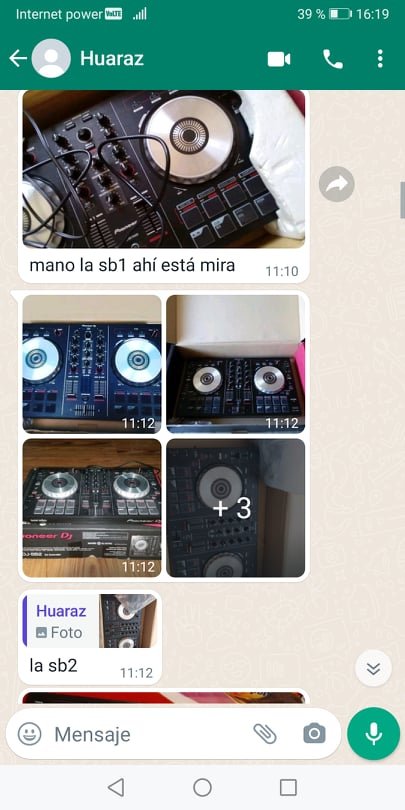 Internet power VoLTE 39 % 16:19
Huaraz
Pioneer
mano la sb1 ahí está mira
11:10
11:12
11:12
11:12
+ 3
Huaraz
Foto
la sb2
11:12
Mensaje